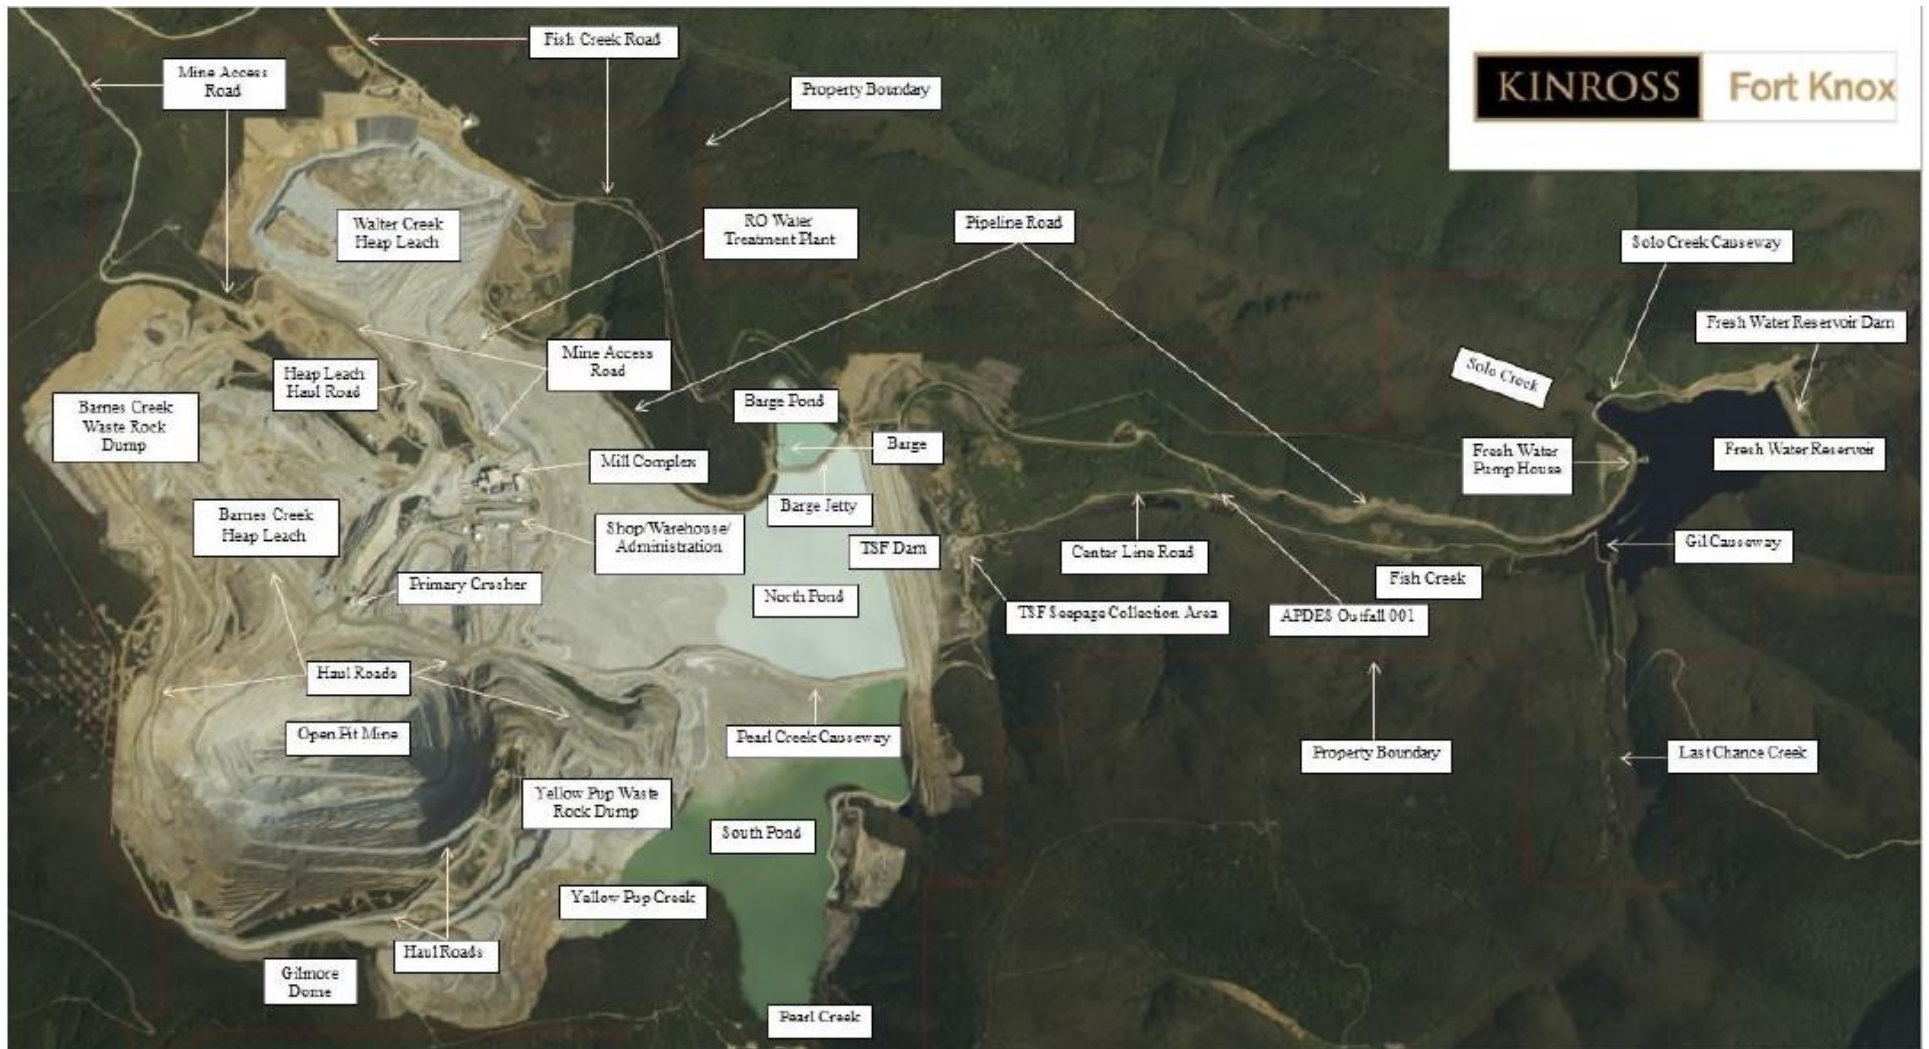 Fish Creek Road
KINROSS
Fort Knox
Mine Access
Road
Property Boundary
Walter Creek
Heap Leach
RO Water
Treatment Plant
Pipeline Road
Solo Creek Causeway
Fresh Water Reservoir Dam
Mine Access
Road
Heap Leach
Haul Road
Solo Creek
Barnes Creek
Waste Rock
Dump
Barge Pond
Barge
Fresh Water
Pump House
Fresh Water Reservoir
Mill Complex
Barge Jetty
Barnes Creek
Heap Leach
Shop/Warehosse/
Administration
TSF Dam
Center Line Road
Gil Causeway
Primary Crusher
Fish Creek
North Pond
TSF Seepage Collection Area
APDES Outfall 001
Haul Roads
Open Pit Mine
Pearl Creek Causeway
Property Boundary
Last Chance Creek
Yellow Pup Waste
Rock Dump
South Pond
Yellow Pup Creek
Haul Roads
Gilmore
Dome
Pearl Creek